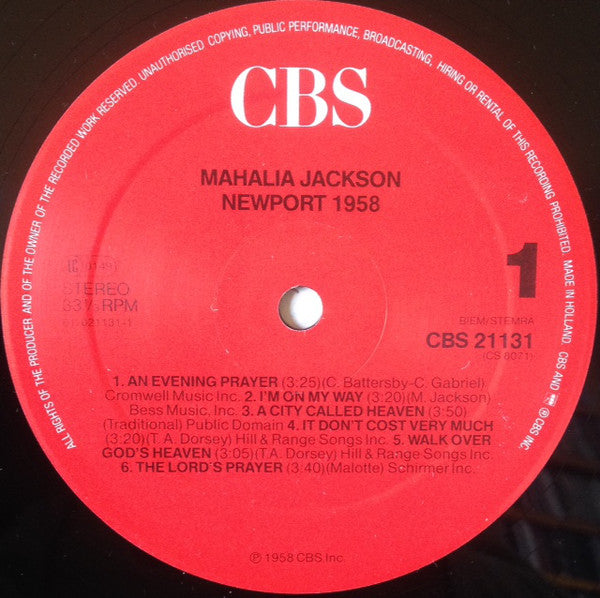 ALL RIGHTS OF THE PRODUCER AND OF THE OWNER OF THE RECORDED WORK RESERVED. UNAUTHORISED COPYING, PUBLIC PERFORMANCE, BROADCASTING, HIRING OR RENTAL OF THIS RECORDING PROHIBITED. MADE IN HOLLAND. CBS AND ℗ CBS INC.
CBS
MAHALIA JACKSON
NEWPORT 1958
LC 0149
STEREO
33⅓ RPM
1
BIEM/STEMRA
CBS 21131
(CS 8071)
1. AN EVENING PRAYER (3:25)(C. Battersby-C. Gabriel)
Cromwell Music Inc. 2. I'M ON MY WAY (3:20)(M. Jackson)
Bess Music. Inc. 3. A CITY CALLED HEAVEN (3:50)
(Traditional) Public Domain 4. IT DON'T COST VERY MUCH
(3:20)(T. A. Dorsey) Hill & Range Songs Inc. 5. WALK OVER
GOD'S HEAVEN (3:05)(T.A. Dorsey) Hill & Range Songs Inc.
6. THE LORD'S PRAYER (3:40)(Malotte) Schirmer Inc.
℗ 1958 CBS Inc.